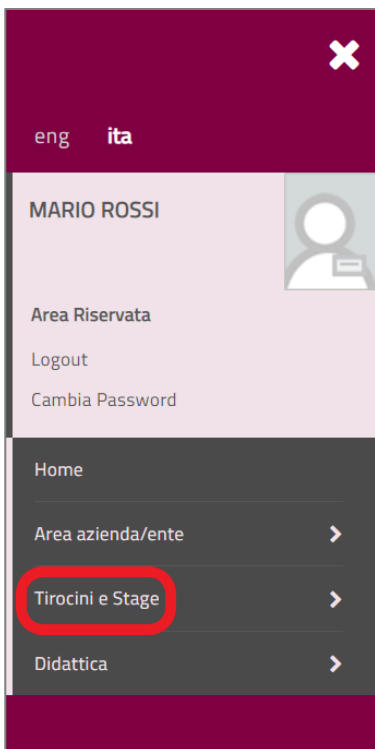 eng ita
MARIO ROSSI
Area Riservata
Logout
Cambia Password
Home
Area azienda/ente
Tirocini e Stage
Didattica